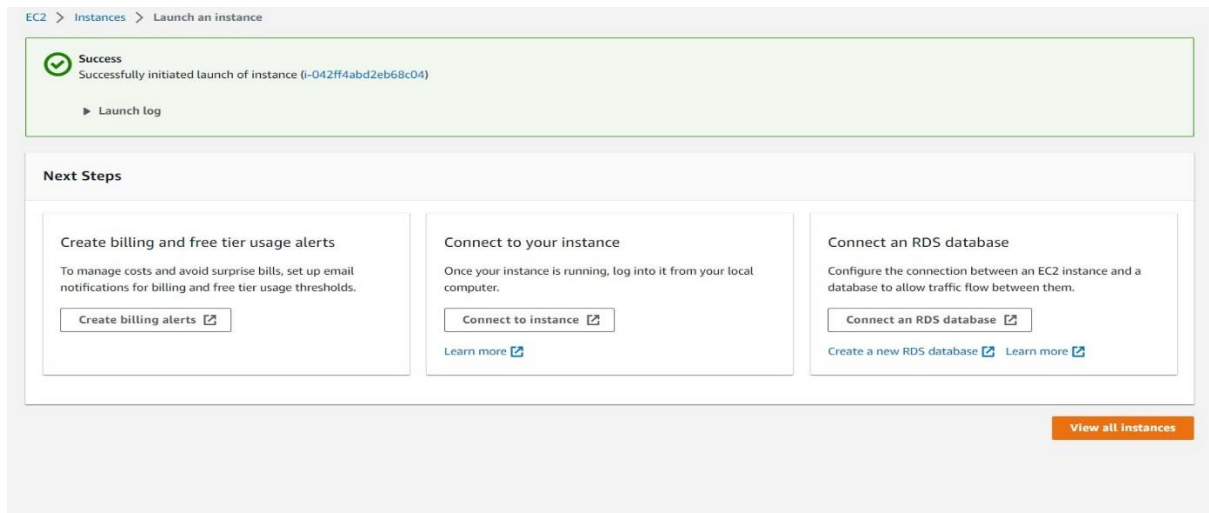 EC2 > Instances > Launch an instance
Success
Successfully initiated launch of instance (i-042ff4abd2eb68c04)
Launch log
Next Steps
Create billing and free tier usage alerts
To manage costs and avoid surprise bills, set up email
notifications for billing and free tier usage thresholds.
Create billing alerts
Connect to your instance
Once your instance is running, log into it from your local
computer.
Connect to instance
Learn more
Connect an RDS database
Configure the connection between an EC2 instance and a
database to allow traffic flow between them.
Connect an RDS database
Create a new RDS database Learn more
View all instances